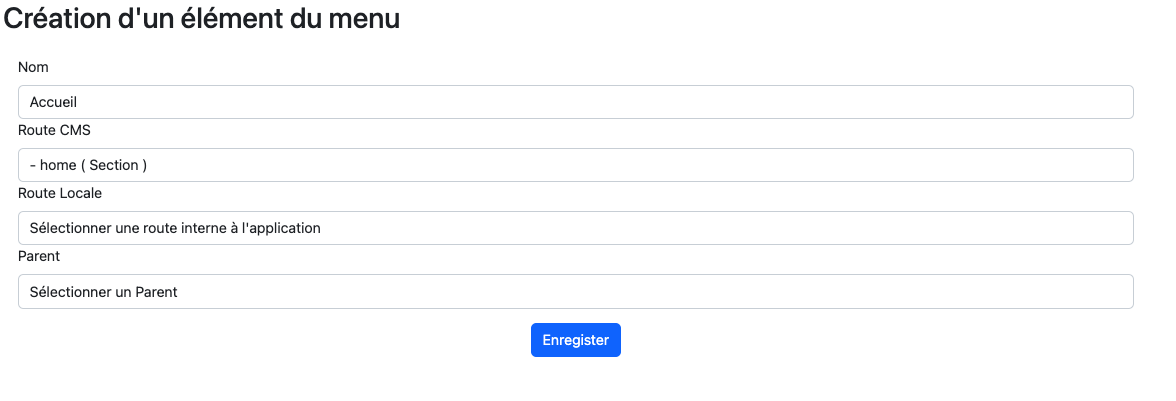 Création d'un élément du menu
Nom
Accueil
Route CMS
- home ( Section )
Route Locale
Sélectionner une route interne à l'application
Parent
Sélectionner un Parent
Enregister